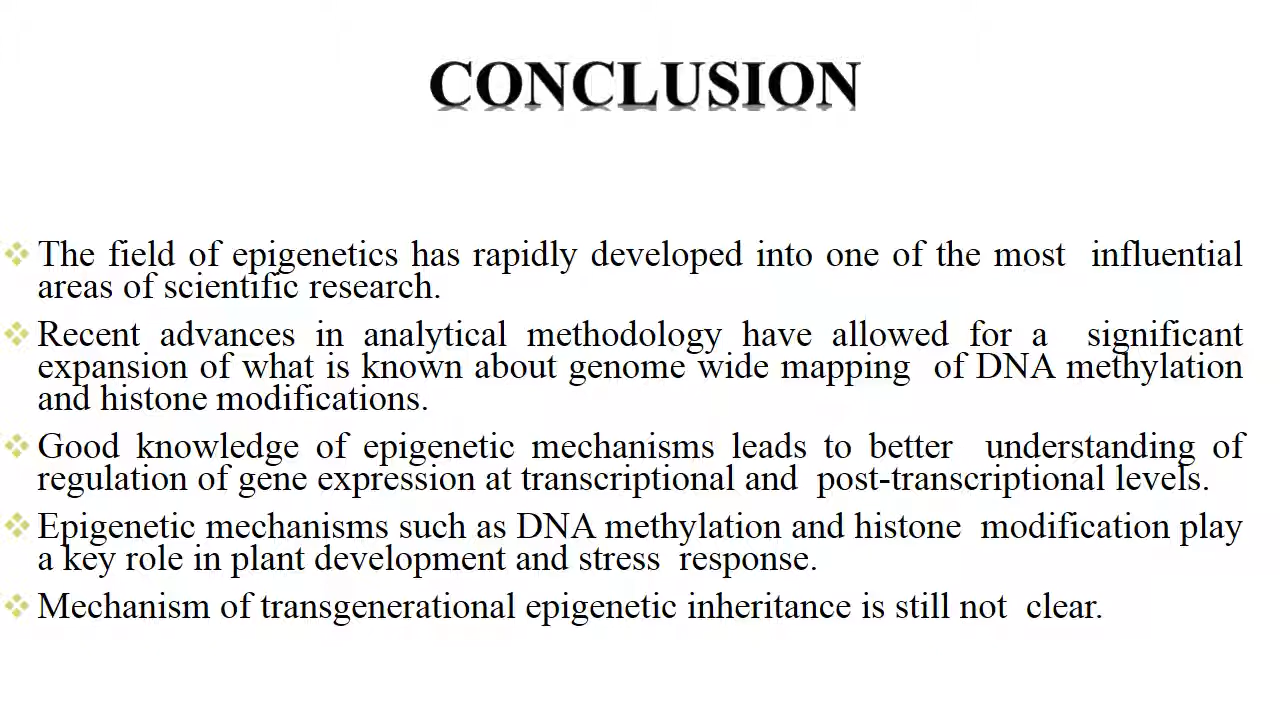 CONCLUSION
The field of epigenetics has rapidly developed into one of the most influential
areas of scientific research.
Recent advances in analytical methodology have allowed for a significant
expansion of what is known about genome wide mapping of DNA methylation
and histone modifications.
Good knowledge of epigenetic mechanisms leads to better understanding of
regulation of gene expression at transcriptional and post-transcriptional levels.
Epigenetic mechanisms such as DNA methylation and histone modification play
a key role in plant development and stress response.
Mechanism of transgenerational epigenetic inheritance is still not clear.